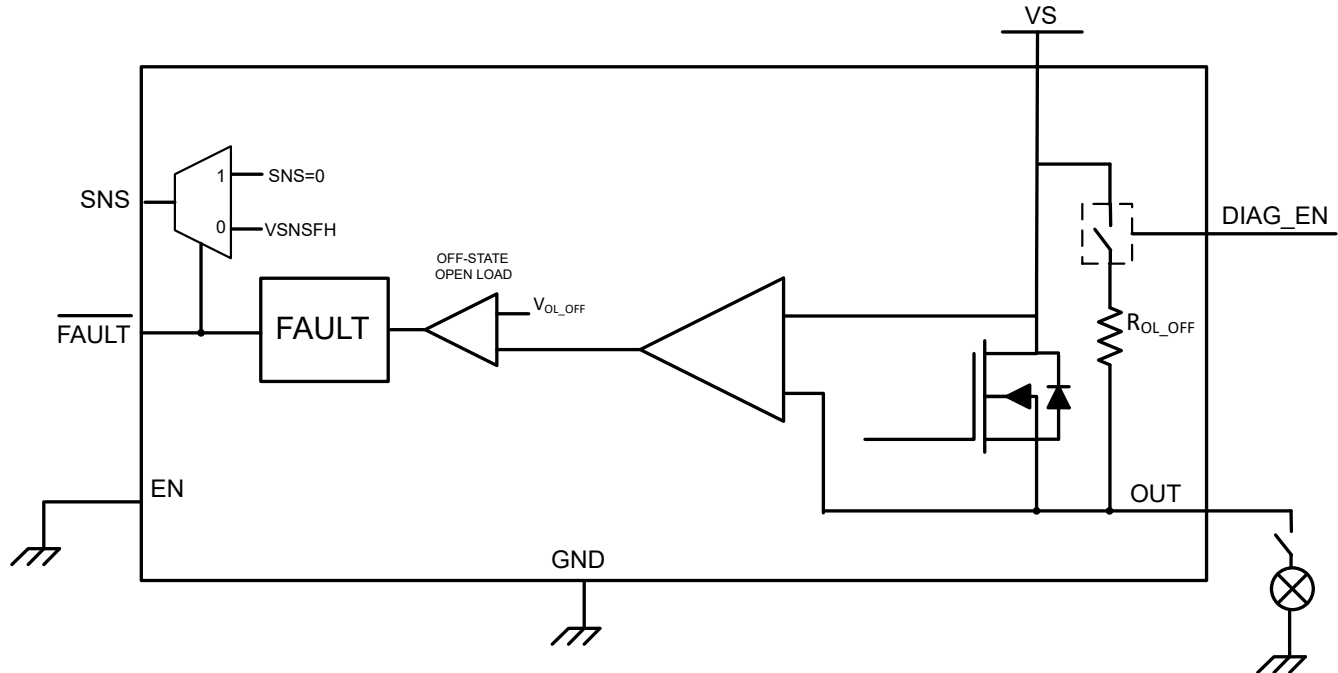 VS
1
SNS=0
SNS
0
VSNSFH
DIAG_EN
OFF-STATE
OPEN LOAD
VOL_OFF
FAULT
FAULT
ROL_OFF
EN
OUT
GND